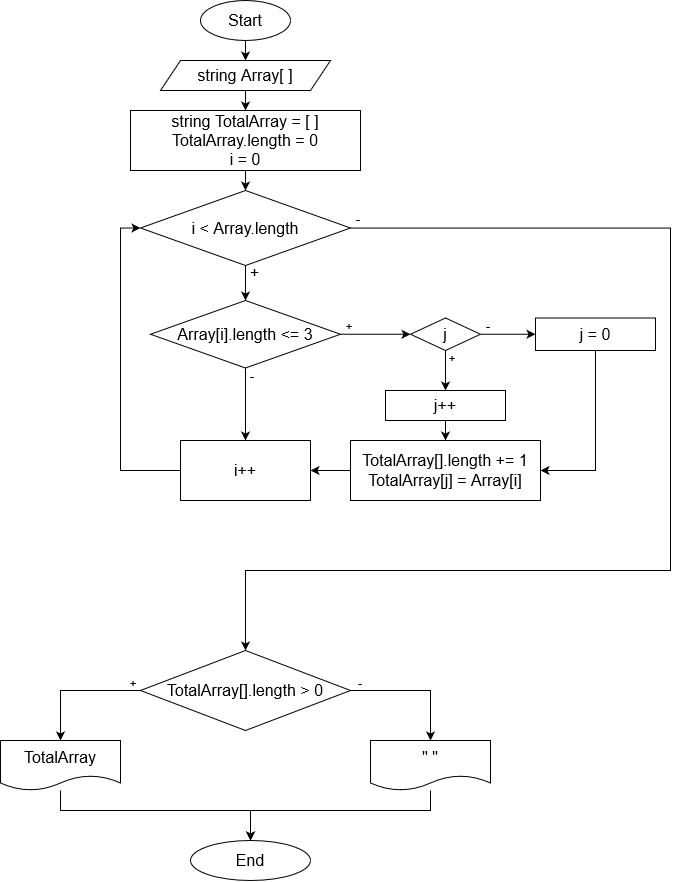 Start
string Array[ ]
string TotalArray = [ ]
TotalArray.length = 0
i = 0
i < Array.length
-
+
Array[i].length <= 3
+
-
j
-
+
j = 0
j++
TotalArray[].length += 1
TotalArray[j] = Array[i]
i++
TotalArray[].length > 0
+
-
TotalArray
" "
End